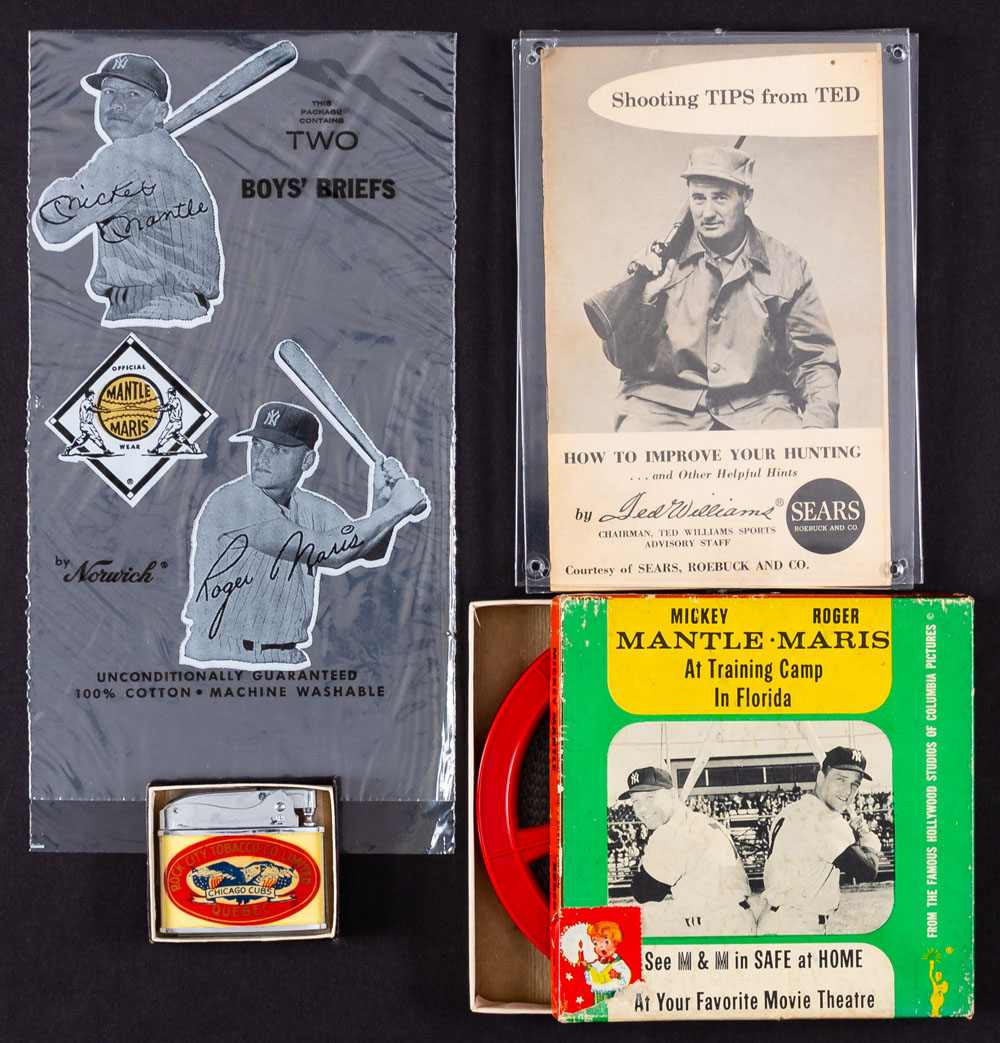 THIS
PACKAGE
CONTAINS
TWO
BOYS' BRIEFS
NY
Mickey
Mantle
OFFICIAL
MANTLE
MARIS
WEAR
®
NY
Roger Maris
by Norwich®
UNCONDITIONALLY GUARANTEED
100% COTTON • MACHINE WASHABLE
Shooting TIPS from TED
HOW TO IMPROVE YOUR HUNTING
. . . and Other Helpful Hints
by Ted Williams®
CHAIRMAN, TED WILLIAMS SPORTS
ADVISORY STAFF
SEARS
ROEBUCK AND CO.
Courtesy of SEARS, ROEBUCK AND CO.
ROCK CITY TOBACCO CO. LIMITED
CHICAGO CUBS
QUEBEC
MICKEY ROGER
MANTLE·MARIS
At Training Camp
In Florida
NY
NY
See M & M in SAFE at HOME
At Your Favorite Movie Theatre
FROM THE FAMOUS HOLLYWOOD STUDIOS OF COLUMBIA PICTURES ©